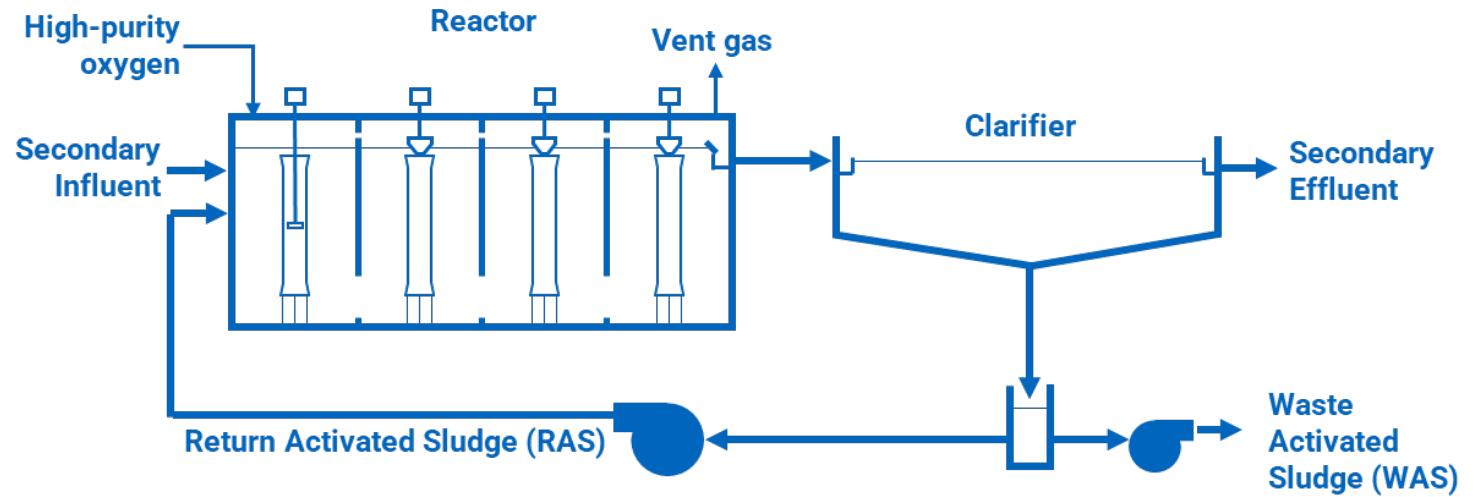 High-purity
oxygen
Reactor
Vent gas
Secondary
Influent
Clarifier
Secondary
Effluent
Return Activated Sludge (RAS)
Waste
Activated
Sludge (WAS)